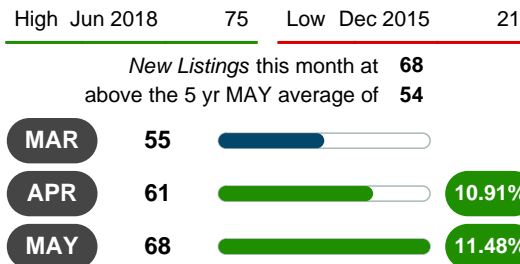 High Jun 2018 75 Low Dec 2015 21
New Listings this month at 68
above the 5 yr MAY average of 54
MAR 55
APR 61 10.91%
MAY 68 11.48%